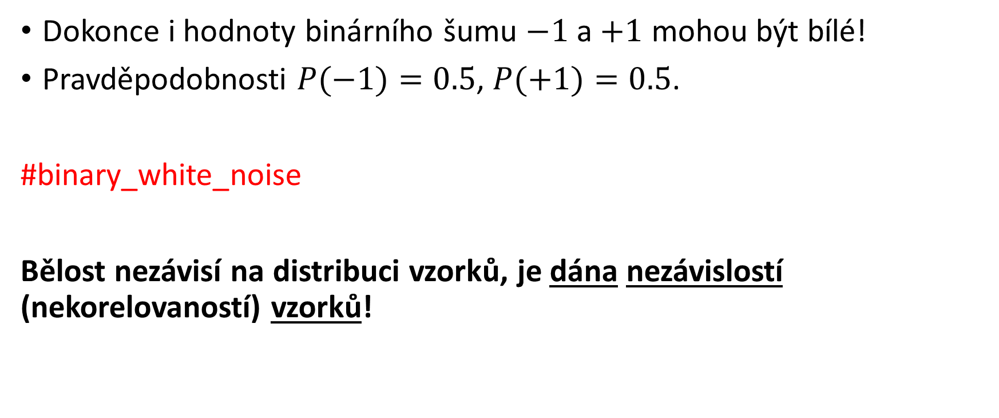 • Dokonce i hodnoty binárního šumu −1 a +1 mohou být bílé!
• Pravděpodobnosti P(−1) = 0.5, P(+1) = 0.5.
#binary_white_noise
Bělost nezávisí na distribuci vzorků, je dána nezávislostí
(nekorelovaností) vzorků!